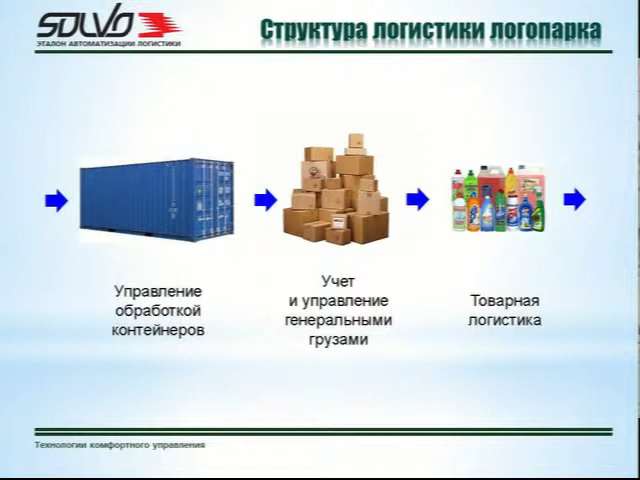 SOLVO
ЭТАЛОН АВТОМАТИЗАЦИИ ЛОГИСТИКИ
Структура логистики логопарка
Управление
обработкой
контейнеров
Учет
и управление
генеральными
грузами
Товарная
логистика
Технологии комфортного управления